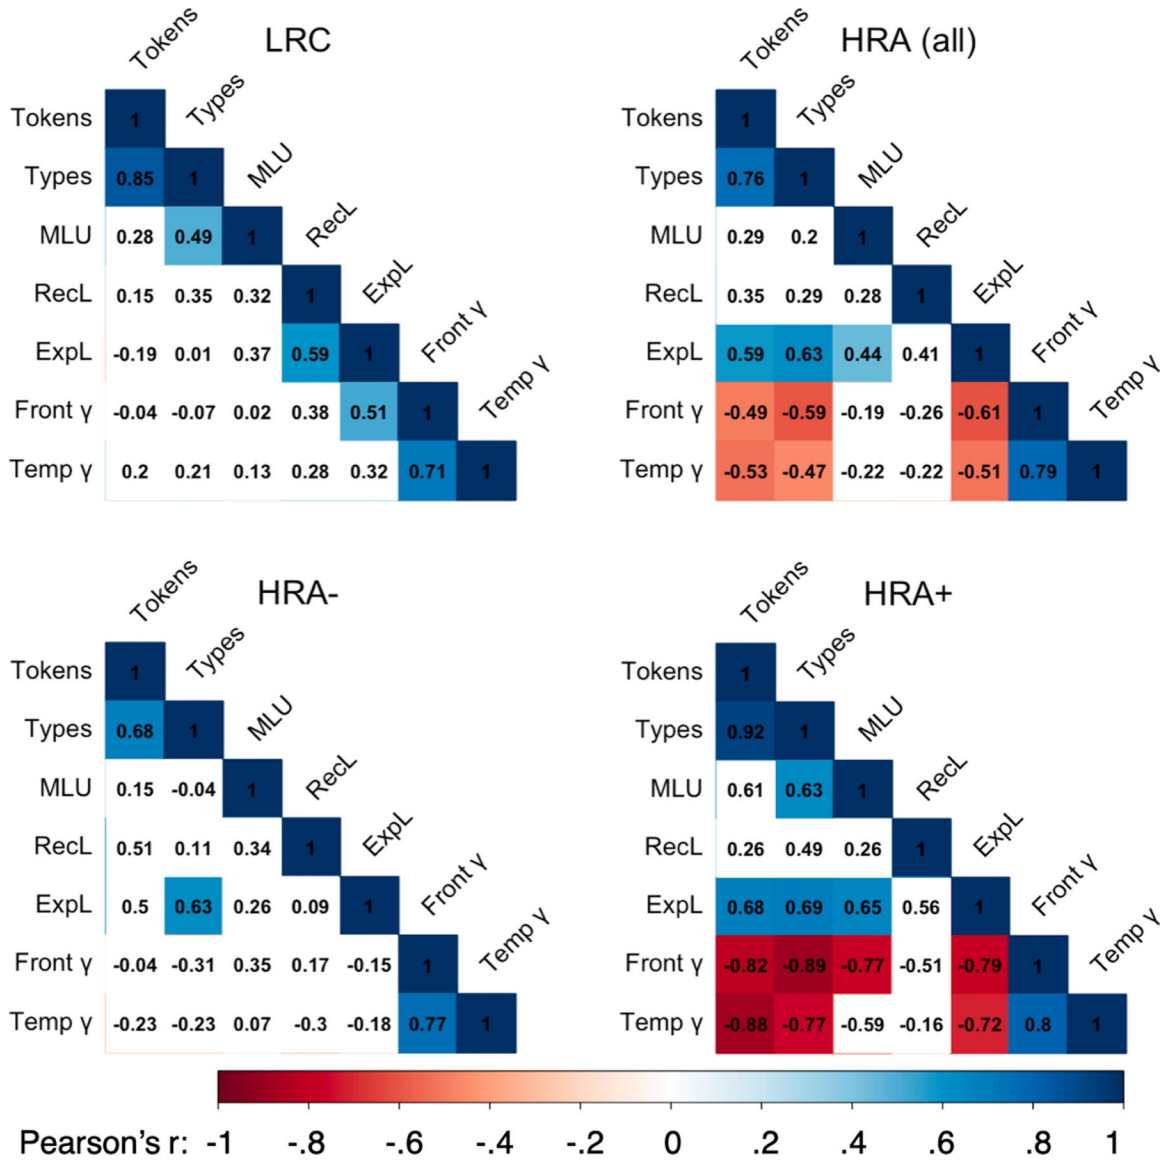 LRC
Tokens
Types
MLU
RecL
ExpL
Front γ
Temp γ
Tokens 1
Types 0.85 1
MLU 0.28 0.49 1
RecL 0.15 0.35 0.32 1
ExpL -0.19 0.01 0.37 0.59 1
Front γ -0.04 -0.07 0.02 0.38 0.51 1
Temp γ 0.2 0.21 0.13 0.28 0.32 0.71 1
HRA (all)
Tokens
Types
MLU
RecL
ExpL
Front γ
Temp γ
Tokens 1
Types 0.76 1
MLU 0.29 0.2 1
RecL 0.35 0.29 0.28 1
ExpL 0.59 0.63 0.44 0.41 1
Front γ -0.49 -0.59 -0.19 -0.26 -0.61 1
Temp γ -0.53 -0.47 -0.22 -0.22 -0.51 0.79 1
HRA-
Tokens
Types
MLU
RecL
ExpL
Front γ
Temp γ
Tokens 1
Types 0.68 1
MLU 0.15 -0.04 1
RecL 0.51 0.11 0.34 1
ExpL 0.5 0.63 0.26 0.09 1
Front γ -0.04 -0.31 0.35 0.17 -0.15 1
Temp γ -0.23 -0.23 0.07 -0.3 -0.18 0.77 1
HRA+
Tokens
Types
MLU
RecL
ExpL
Front γ
Temp γ
Tokens 1
Types 0.92 1
MLU 0.61 0.63 1
RecL 0.26 0.49 0.26 1
ExpL 0.68 0.69 0.65 0.56 1
Front γ -0.82 -0.89 -0.77 -0.51 -0.79 1
Temp γ -0.88 -0.77 -0.59 -0.16 -0.72 0.8 1
Pearson's r: -1 -.8 -.6 -.4 -.2 0 .2 .4 .6 .8 1